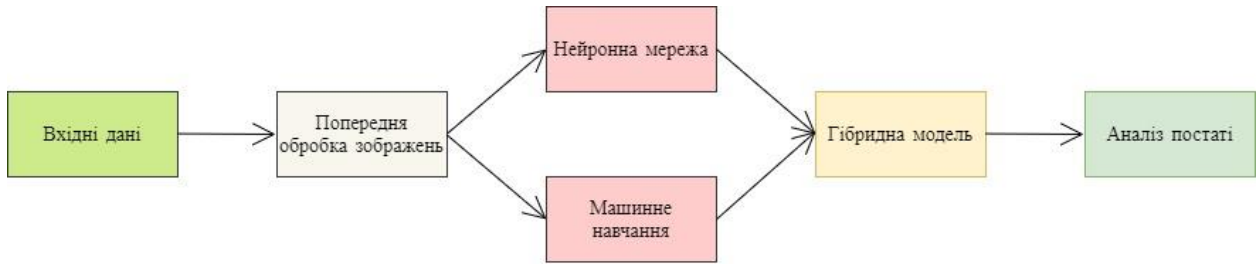 Вхідні дані
Попередня
обробка зображень
Нейронна мережа
Машинне
навчання
Гібридна модель
Аналіз постаті